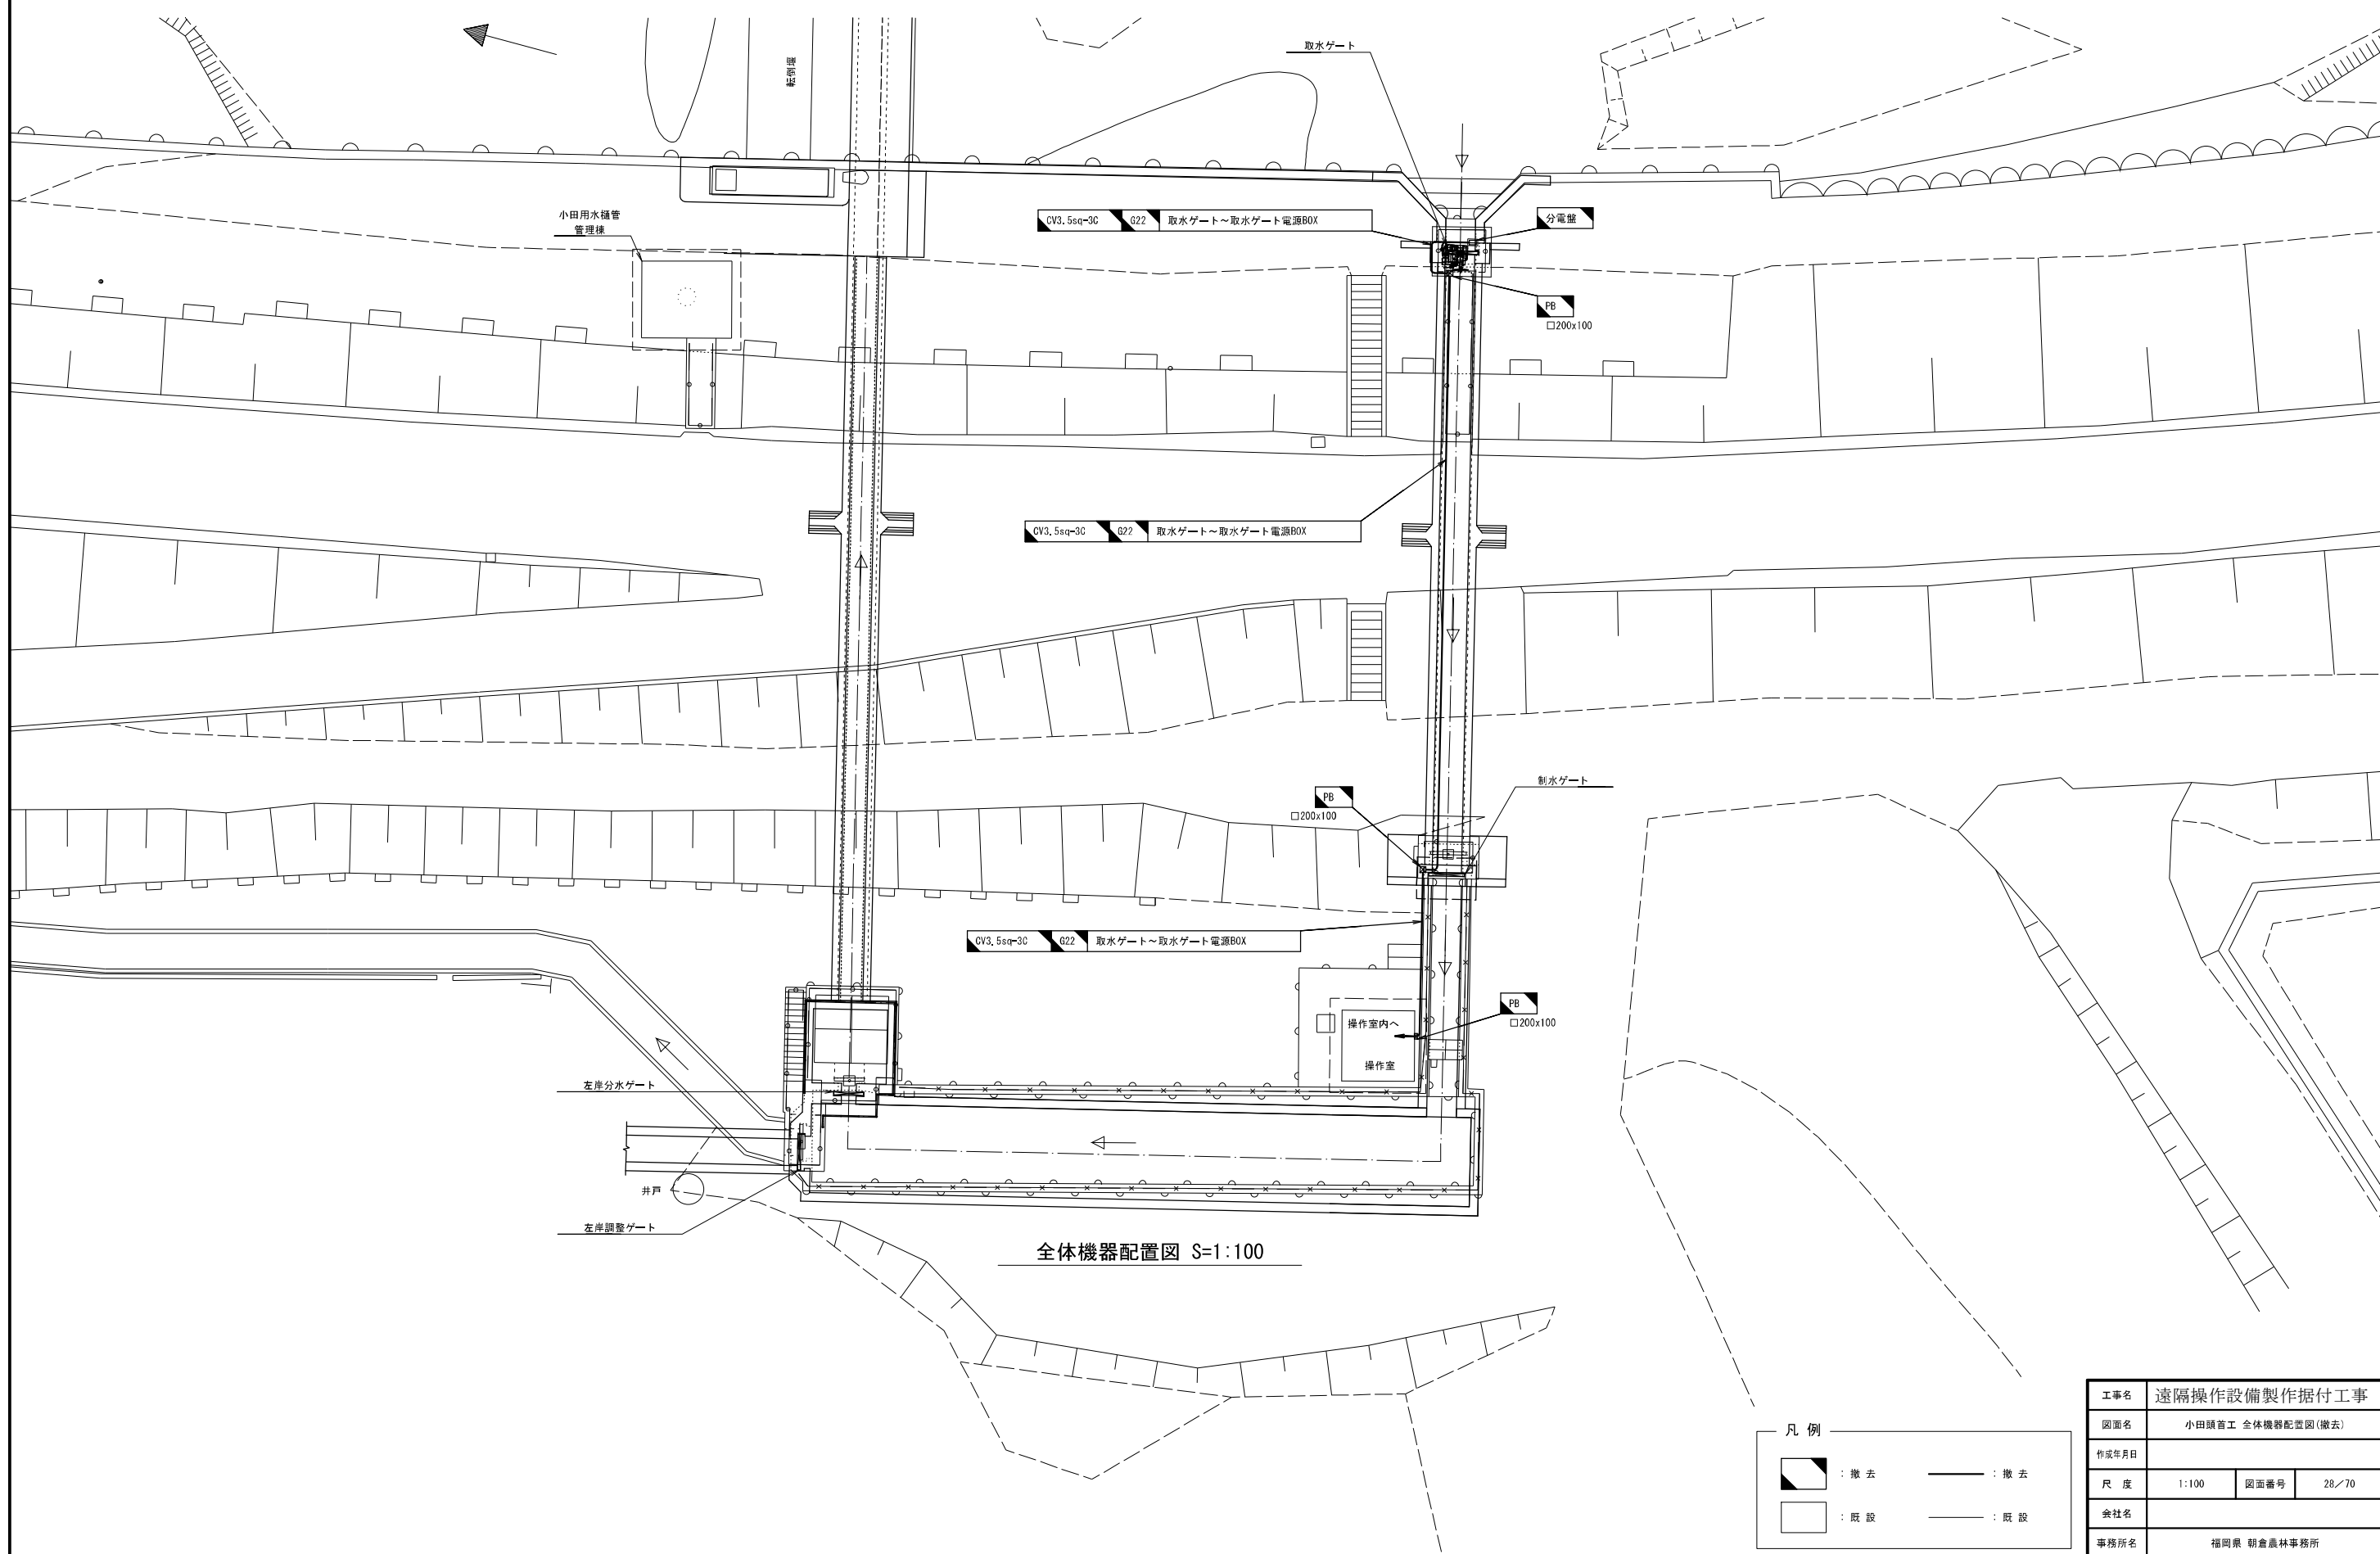 転倒堰
取水ゲート
小田用水樋管
管理棟
CV3.5sq-3C G22 取水ゲート～取水ゲート電源BOX
分電盤
PB
□200x100
CV3.5sq-3C G22 取水ゲート～取水ゲート電源BOX
制水ゲート
PB
□200x100
CV3.5sq-3C G22 取水ゲート～取水ゲート電源BOX
PB
□200x100
操作室内へ
操作室
左岸分水ゲート
井戸
左岸調整ゲート
全体機器配置図 S=1:100
凡 例
：撤 去 ：撤 去
：既 設 ：既 設
工事名 遠隔操作設備製作据付工事
図面名 小田頭首工 全体機器配置図(撤去)
作成年月日
尺 度 1:100 図面番号 28／70
会社名
事務所名 福岡県 朝倉農林事務所